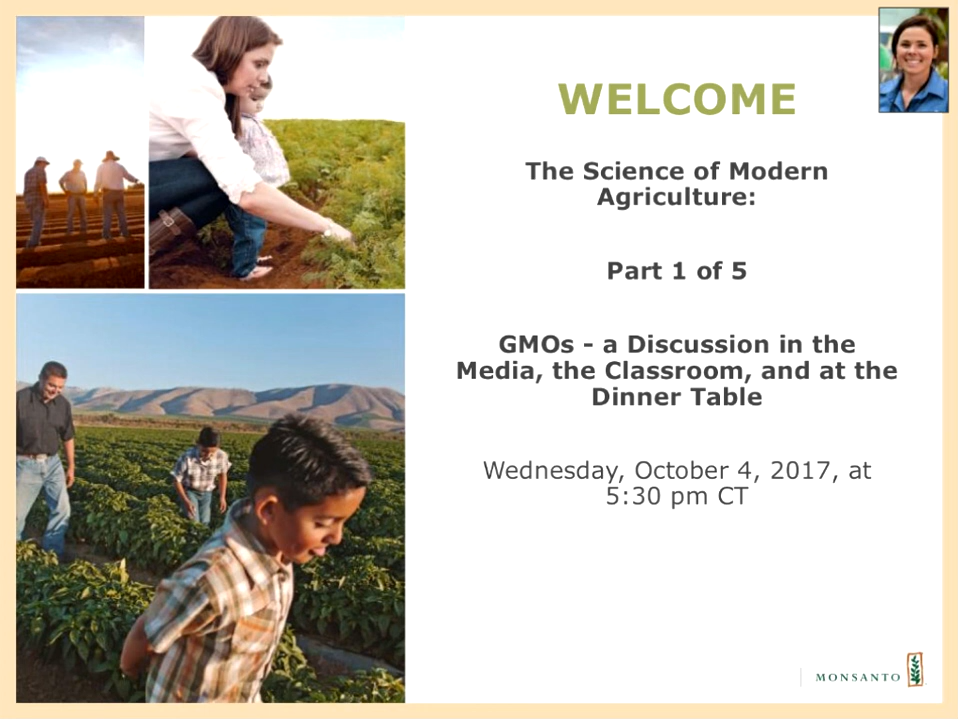 WELCOME
The Science of Modern
Agriculture:
Part 1 of 5
GMOs - a Discussion in the
Media, the Classroom, and at the
Dinner Table
Wednesday, October 4, 2017, at
5:30 pm CT
MONSANTO